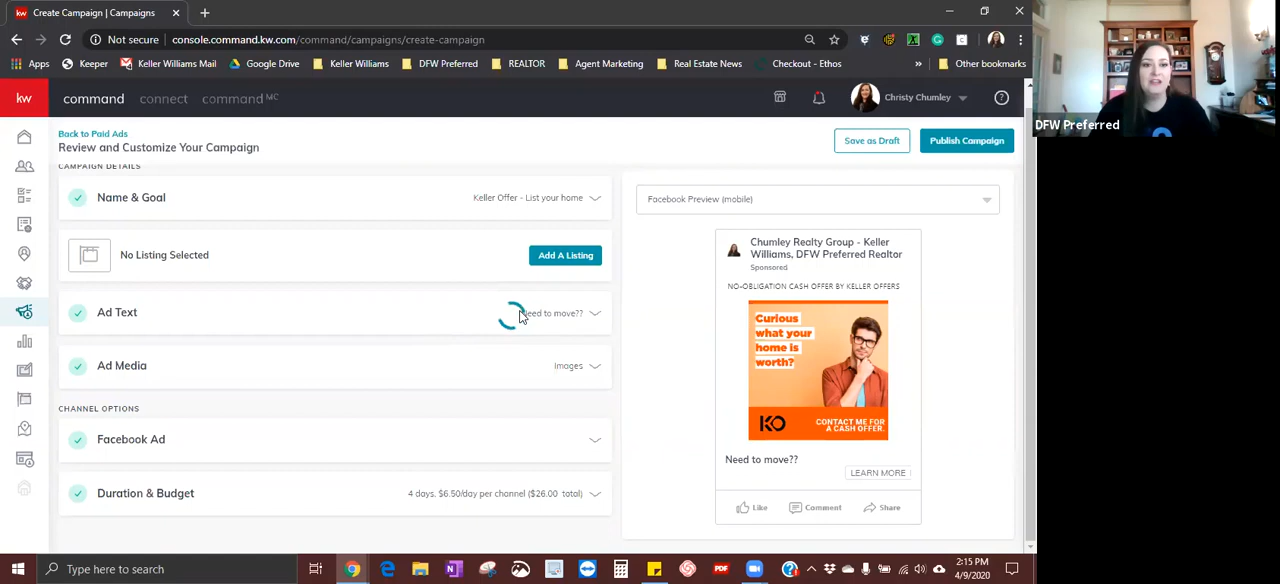 kw Create Campaign | Campaigns
Not secure console.command.kw.com/command/campaigns/create-campaign
Apps Keeper Keller Williams Mail Google Drive Keller Williams DFW Preferred REALTOR Agent Marketing Real Estate News Checkout - Ethos » Other bookmarks
kw command connect command MC Christy Chumley
DFW Preferred
Back to Paid Ads
Review and Customize Your Campaign
Save as Draft Publish Campaign
CAMPAIGN DETAILS
Name & Goal Keller Offer - List your home
No Listing Selected Add A Listing
Ad Text Need to move??
Ad Media Images
CHANNEL OPTIONS
Facebook Ad
Duration & Budget 4 days, $6.50/day per channel ($26.00 total)
Facebook Preview (mobile)
Chumley Realty Group - Keller
Williams, DFW Preferred Realtor
Sponsored
NO-OBLIGATION CASH OFFER BY KELLER OFFERS
Curious
what your
home is
worth?
KO
CONTACT ME FOR
A CASH OFFER.
Need to move??
LEARN MORE
Like Comment Share
Type here to search
PDF
2:15 PM
4/9/2020